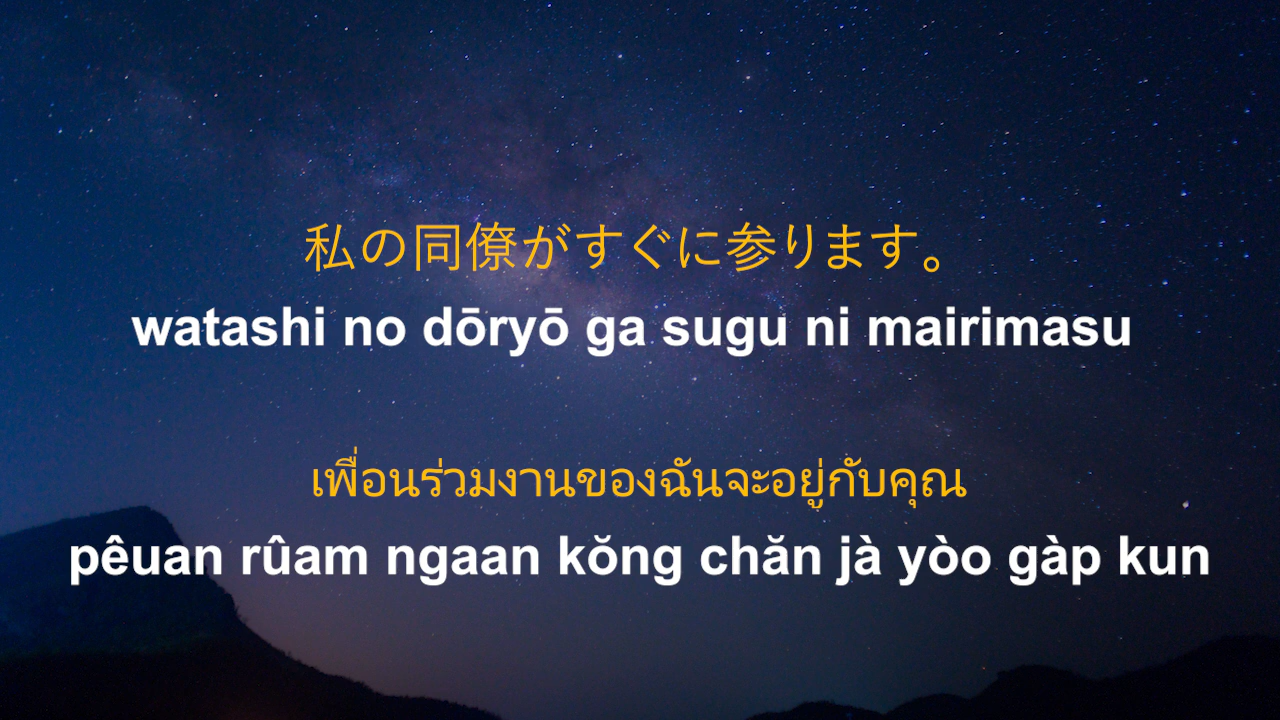 私の同僚がすぐに参ります。
watashi no dōryō ga sugu ni mairimasu
เพื่อนร่วมงานของฉันจะอยู่กับคุณ
pêuan rûam ngaan kŏng chăn jà yòo gàp kun